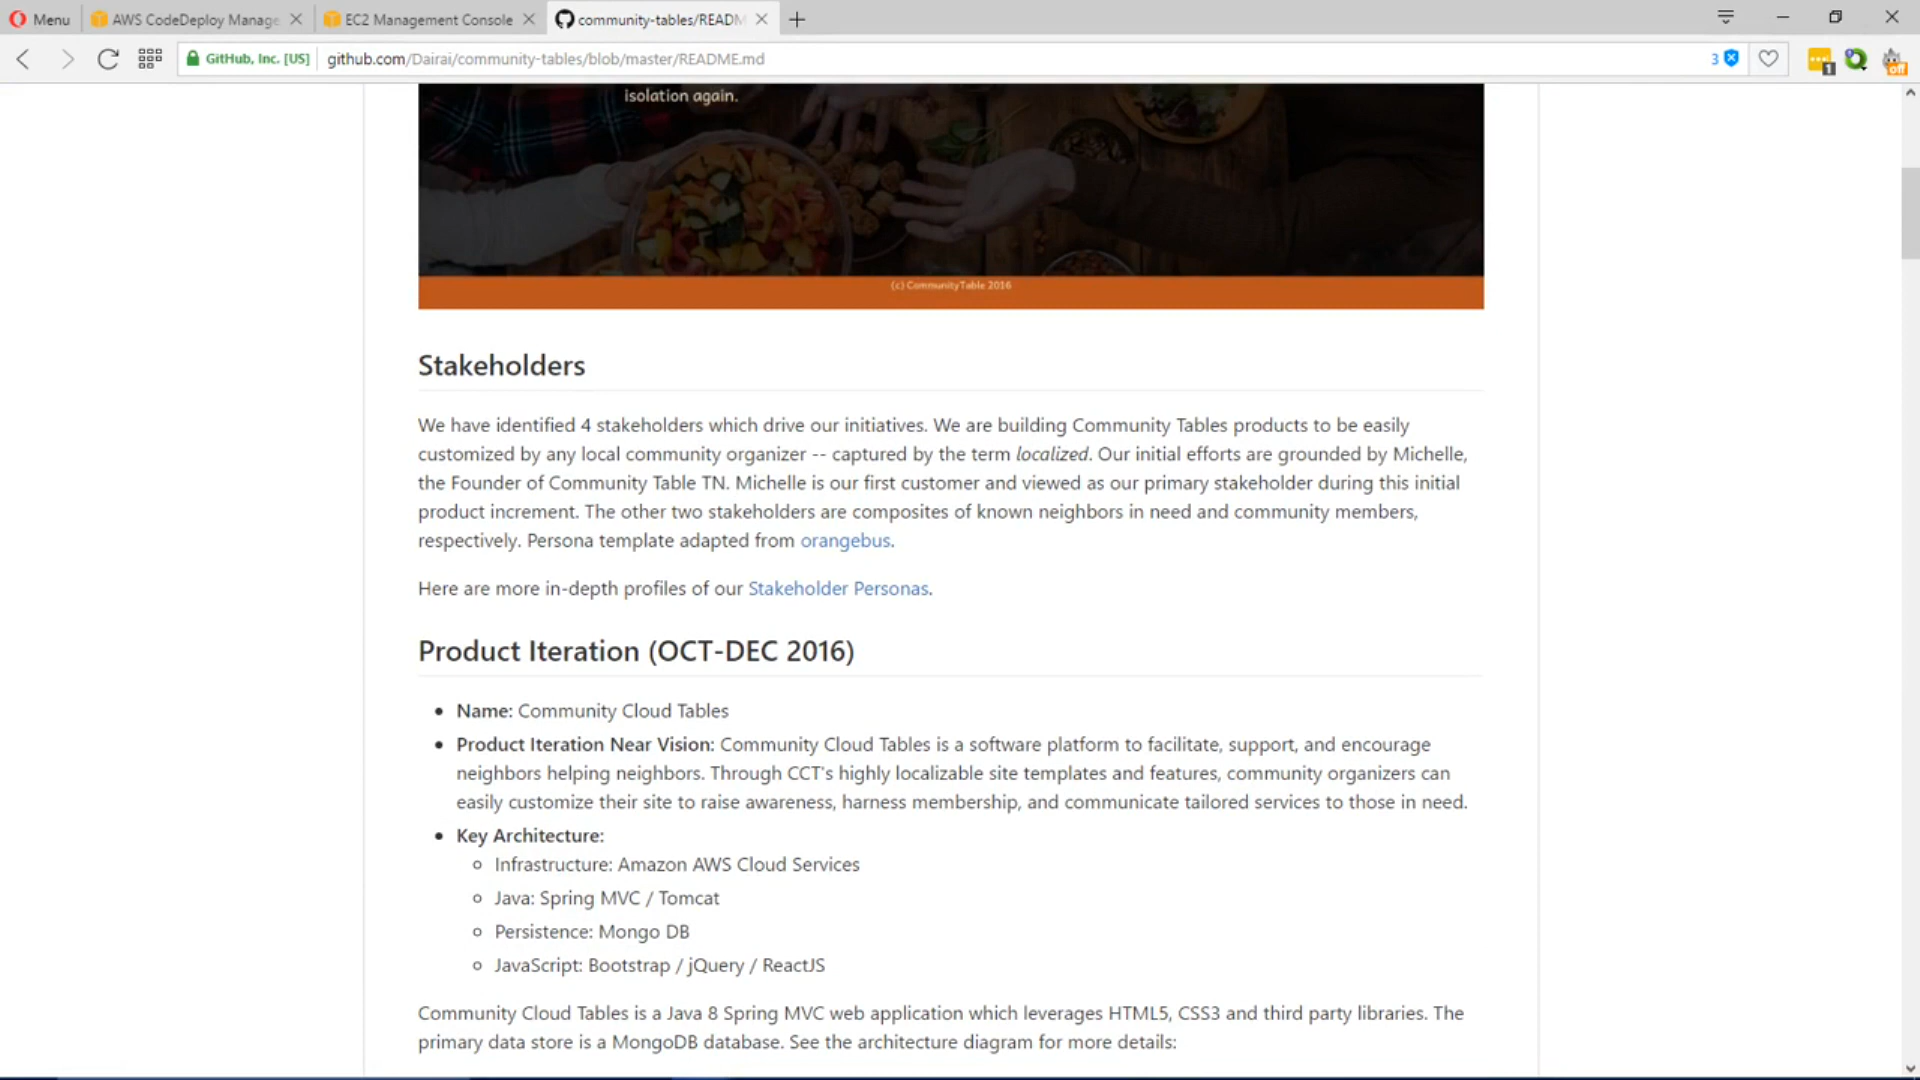 Menu
AWS CodeDeploy Manage
EC2 Management Console
community-tables/READM
GitHub, Inc. [US]
github.com/Dairai/community-tables/blob/master/README.md
3
1
off
isolation again.
(c) CommunityTable 2016
Stakeholders
We have identified 4 stakeholders which drive our initiatives. We are building Community Tables products to be easily
customized by any local community organizer -- captured by the term localized. Our initial efforts are grounded by Michelle,
the Founder of Community Table TN. Michelle is our first customer and viewed as our primary stakeholder during this initial
product increment. The other two stakeholders are composites of known neighbors in need and community members,
respectively. Persona template adapted from orangebus.
Here are more in-depth profiles of our Stakeholder Personas.
Product Iteration (OCT-DEC 2016)
• Name: Community Cloud Tables
• Product Iteration Near Vision: Community Cloud Tables is a software platform to facilitate, support, and encourage
neighbors helping neighbors. Through CCT's highly localizable site templates and features, community organizers can
easily customize their site to raise awareness, harness membership, and communicate tailored services to those in need.
• Key Architecture:
○ Infrastructure: Amazon AWS Cloud Services
○ Java: Spring MVC / Tomcat
○ Persistence: Mongo DB
○ JavaScript: Bootstrap / jQuery / ReactJS
Community Cloud Tables is a Java 8 Spring MVC web application which leverages HTML5, CSS3 and third party libraries. The
primary data store is a MongoDB database. See the architecture diagram for more details: